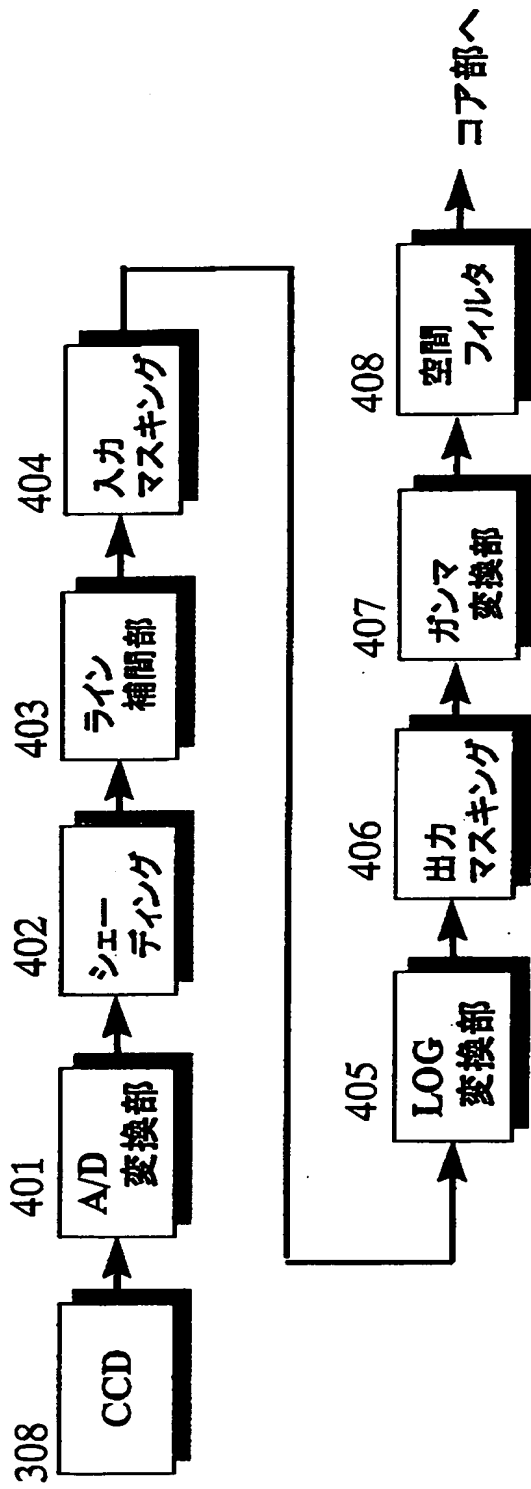 308
CCD
401
A/D
変換部
402
シェー
ディング
403
ライン
補間部
404
入力
マスキング
405
LOG
変換部
406
出力
マスキング
407
ガンマ
変換部
408
空間
フィルタ
コア部へ